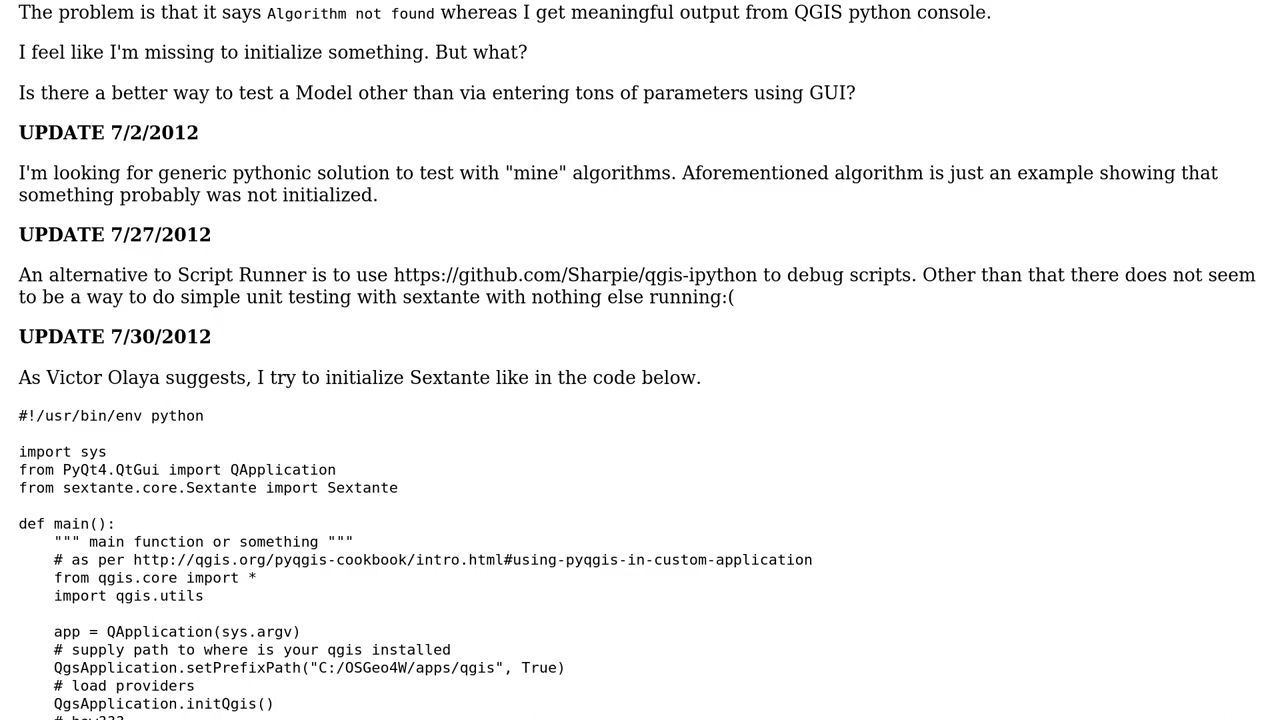 The problem is that it says Algorithm not found whereas I get meaningful output from QGIS python console.
I feel like I'm missing to initialize something. But what?
Is there a better way to test a Model other than via entering tons of parameters using GUI?
UPDATE 7/2/2012
I'm looking for generic pythonic solution to test with "mine" algorithms. Aforementioned algorithm is just an example showing that
something probably was not initialized.
UPDATE 7/27/2012
An alternative to Script Runner is to use https://github.com/Sharpie/qgis-ipython to debug scripts. Other than that there does not seem
to be a way to do simple unit testing with sextante with nothing else running:(
UPDATE 7/30/2012
As Victor Olaya suggests, I try to initialize Sextante like in the code below.
#!/usr/bin/env python
import sys
from PyQt4.QtGui import QApplication
from sextante.core.Sextante import Sextante
def main():
    """ main function or something """
    # as per http://qgis.org/pyqgis-cookbook/intro.html#using-pyqgis-in-custom-application
    from qgis.core import *
    import qgis.utils
    app = QApplication(sys.argv)
    # supply path to where is your qgis installed
    QgsApplication.setPrefixPath("C:/OSGeo4W/apps/qgis", True)
    # load providers
    QgsApplication.initQgis()